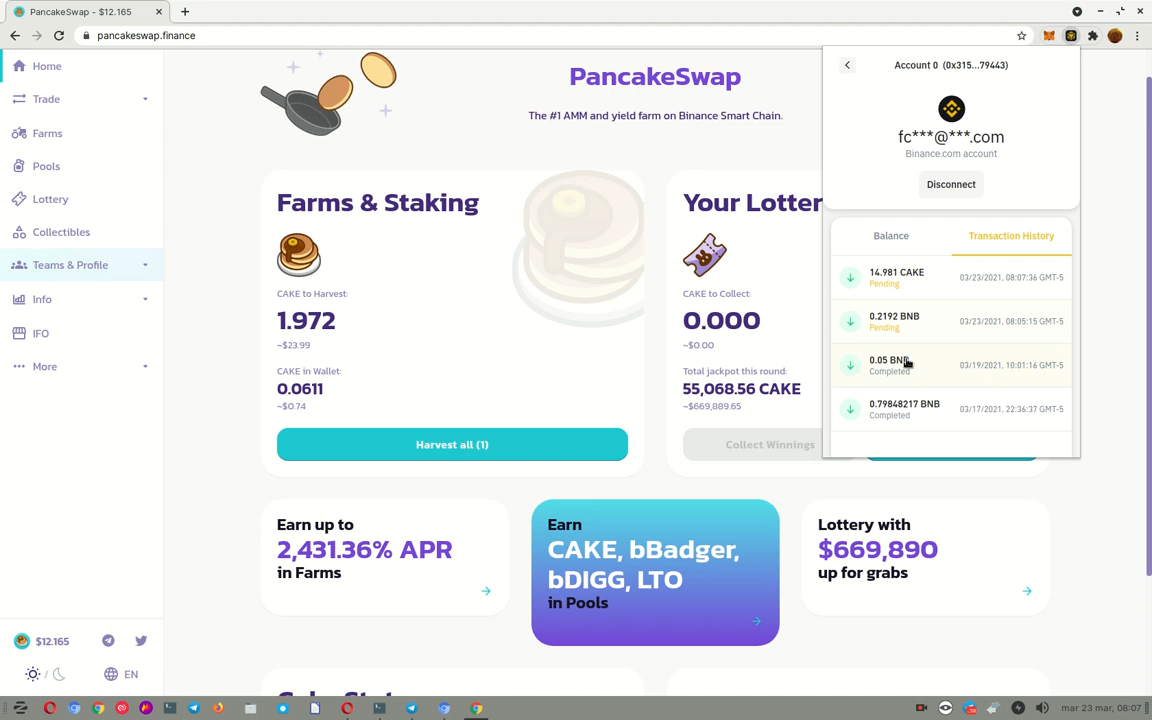 PancakeSwap - $12.165
pancakeswap.finance
Home
Trade
Farms
Pools
Lottery
Collectibles
Teams & Profile
Info
IFO
More
$12.165
EN
PancakeSwap
The #1 AMM and yield farm on Binance Smart Chain.
Farms & Staking
CAKE to Harvest:
1.972
~$23.99
CAKE in Wallet:
0.0611
~$0.74
Harvest all (1)
Your Lotter
CAKE to Collect:
0.000
~$0.00
Total jackpot this round:
55,068.56 CAKE
~$669,889.65
Collect Winnings
Account 0 (0x315...79443)
fc***@***.com
Binance.com account
Disconnect
Balance
Transaction History
14.981 CAKE
Pending
03/23/2021, 08:07:36 GMT-5
0.2192 BNB
Pending
03/23/2021, 08:05:15 GMT-5
0.05 BNB
Completed
03/19/2021, 10:01:16 GMT-5
0.79848217 BNB
Completed
03/17/2021, 22:36:37 GMT-5
Earn up to
2,431.36% APR
in Farms
Earn
CAKE, bBadger,
bDIGG, LTO
in Pools
Lottery with
$669,890
up for grabs
mar 23 mar, 08:07